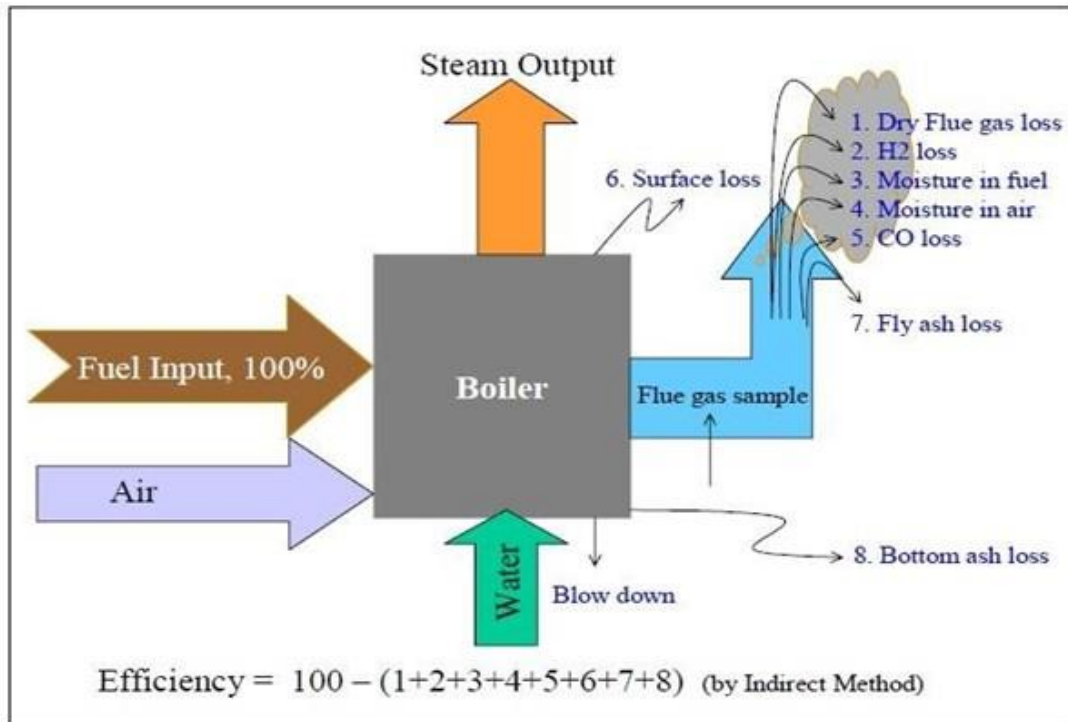 Steam Output
1. Dry Flue gas loss
2. H2 loss
6. Surface loss
3. Moisture in fuel
4. Moisture in air
5. CO loss
7. Fly ash loss
Fuel Input, 100%
Boiler
Flue gas sample
Air
Water
8. Bottom ash loss
Blow down
Efficiency = 100 – (1+2+3+4+5+6+7+8) (by Indirect Method)